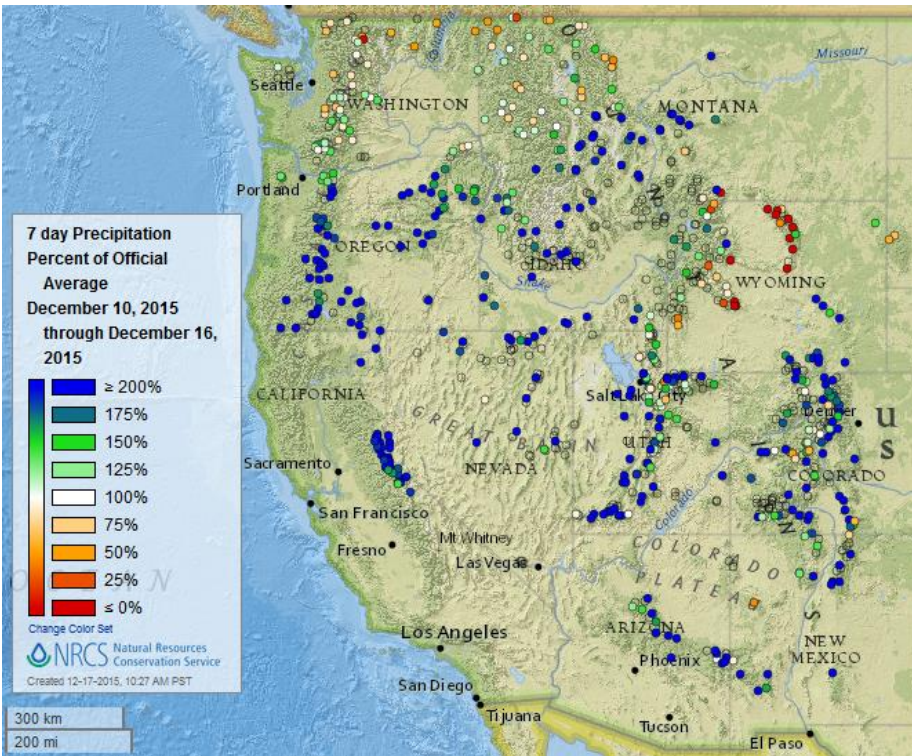 Missouri
Seattle
WASHINGTON
MONTANA
Portland
OREGON
IDAHO
Snake
WYOMING
7 day Precipitation
Percent of Official
Average
December 10, 2015
through December 16,
2015
≥ 200%
175%
150%
125%
100%
75%
50%
25%
≤ 0%
Change Color Set
NRCS Natural Resources
Conservation Service
Created 12-17-2015, 10:27 AM PST
CALIFORNIA
Salt Lake City
Denver
US
GREAT BASIN
UTAH
NEVADA
COLORADO
Sacramento
San Francisco
Colorado
Fresno
Mt Whitney
Las Vegas
COLORADO
PLATEAU
ARIZONA
Los Angeles
Phoenix
NEW
MEXICO
San Diego
Tijuana
Tucson
El Paso
300 km
200 mi